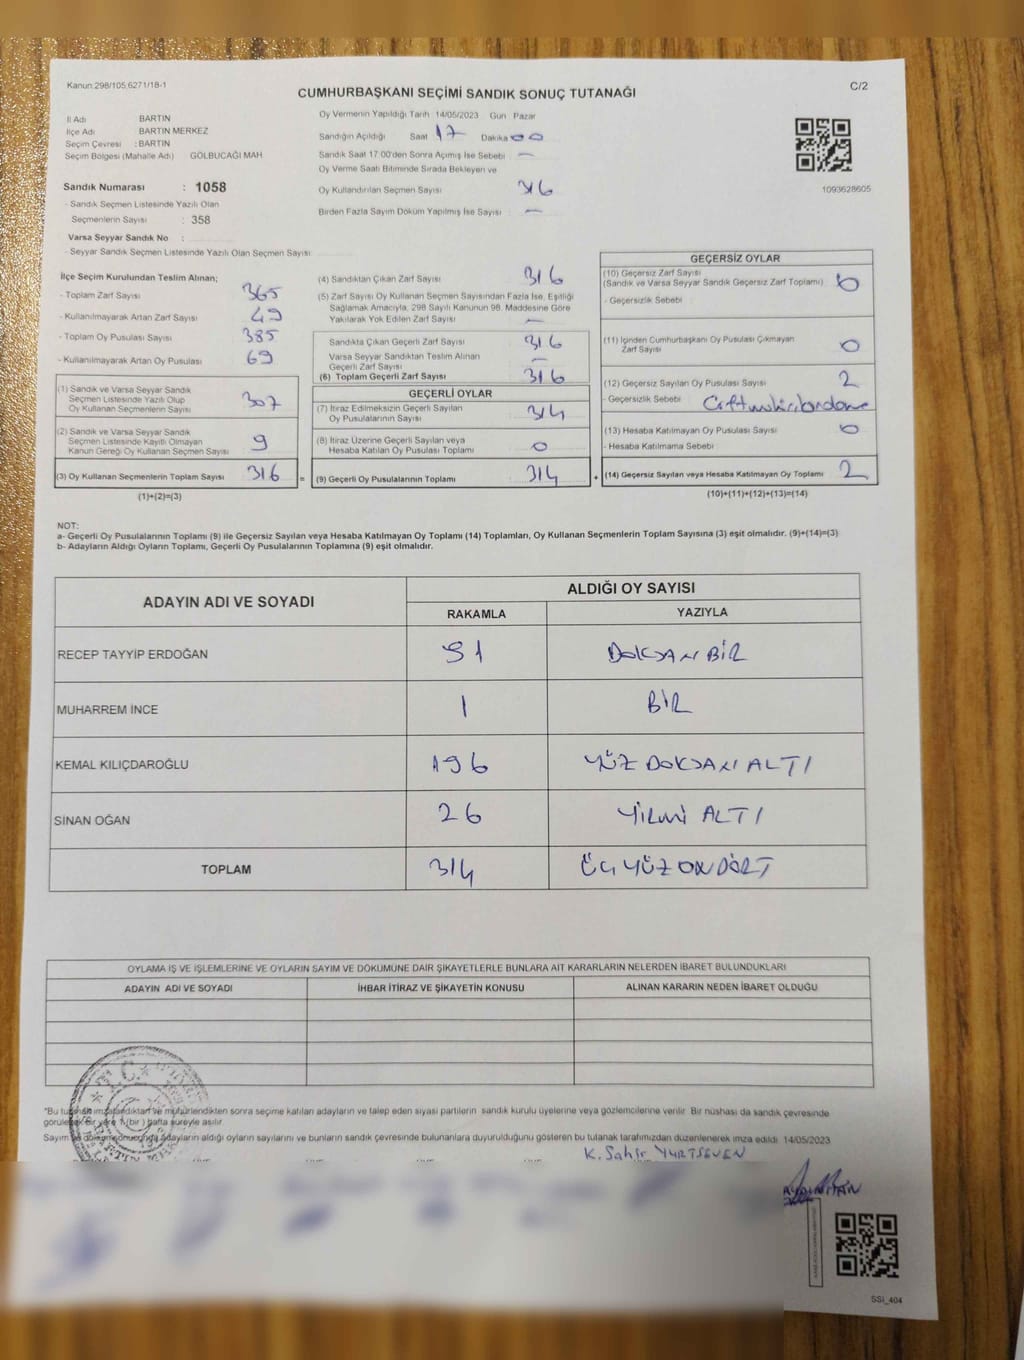 Kanun:298/105,6271/18-1
C/2
CUMHURBAŞKANI SEÇİMİ SANDIK SONUÇ TUTANAĞI
İl Adı BARTIN
İlçe Adı BARTIN MERKEZ
Seçim Çevresi : BARTIN
Seçim Bölgesi (Mahalle Adı) GÖLBUCAĞI MAH
Sandık Numarası : 1058
- Sandık Seçmen Listesinde Yazılı Olan
Seçmenlerin Sayısı : 358
Varsa Seyyar Sandık No :
- Seyyar Sandık Seçmen Listesinde Yazılı Olan Seçmen Sayısı:
Oy Vermenin Yapıldığı Tarih 14/05/2023 Gün Pazar
Sandığın Açıldığı Saat 17 Dakika 00
Sandık Saat 17:00'den Sonra Açımış İse Sebebi —
Oy Verme Saati Bitiminde Sırada Bekleyen ve
Oy Kullandırılan Seçmen Sayısı 316
Birden Fazla Sayım Döküm Yapılmış İse Sayısı : —
1093628605
İlçe Seçim Kurulundan Teslim Alınan;
- Toplam Zarf Sayısı 365
- Kullanılmayarak Artan Zarf Sayısı : 49
- Toplam Oy Pusulası Sayısı 385
- Kullanılmayarak Artan Oy Pusulası 69
(1) Sandık ve Varsa Seyyar Sandık
Seçmen Listesinde Yazılı Olup
Oy Kullanan Seçmenlerin Sayısı 307
(2) Sandık ve Varsa Seyyar Sandık
Seçmen Listesinde Kayıtlı Olmayan
Kanun Gereği Oy Kullanan Seçmen Sayısı 9
(3) Oy Kullanan Seçmenlerin Toplam Sayısı 316
(1)+(2)=(3)
(4) Sandıktan Çıkan Zarf Sayısı 316
(5) Zarf Sayısı Oy Kullanan Seçmen Sayısından Fazla İse, Eşitliği
Sağlamak Amacıyla, 298 Sayılı Kanunun 98. Maddesine Göre
Yakılarak Yok Edilen Zarf Sayısı —
Sandıkta Çıkan Geçerli Zarf Sayısı 316
Varsa Seyyar Sandıktan Teslim Alınan
Geçerli Zarf Sayısı —
(6) Toplam Geçerli Zarf Sayısı 316
GEÇERLİ OYLAR
(7) İtiraz Edilmeksizin Geçerli Sayılan
Oy Pusulalarının Sayısı 314
(8) İtiraz Üzerine Geçerli Sayılan veya
Hesaba Katılan Oy Pusulası Toplamı 0
= (9) Geçerli Oy Pusulalarının Toplamı 314 +
GEÇERSİZ OYLAR
(10) Geçersiz Zarf Sayısı
(Sandık ve Varsa Seyyar Sandık Geçersiz Zarf Toplamı) 0
- Geçersizlik Sebebi
(11) İçinden Cumhurbaşkanı Oy Pusulası Çıkmayan
Zarf Sayısı 0
(12) Geçersiz Sayılan Oy Pusulası Sayısı 2
- Geçersizlik Sebebi
(13) Hesaba Katılmayan Oy Pusulası Sayısı 0
- Hesaba Katılmama Sebebi
(14) Geçersiz Sayılan veya Hesaba Katılmayan Oy Toplamı 2
(10)+(11)+(12)+(13)=(14)
NOT:
a- Geçerli Oy Pusulalarının Toplamı (9) ile Geçersiz Sayılan veya Hesaba Katılmayan Oy Toplamı (14) Toplamları, Oy Kullanan Seçmenlerin Toplam Sayısına (3) eşit olmalıdır. (9)+(14)=(3)
b- Adayların Aldığı Oyların Toplamı, Geçerli Oy Pusulalarının Toplamına (9) eşit olmalıdır.
ADAYIN ADI VE SOYADI ALDIĞI OY SAYISI
RAKAMLA YAZIYLA
RECEP TAYYİP ERDOĞAN 91 DOKSAN BİR
MUHARREM İNCE 1 BİR
KEMAL KILIÇDAROĞLU 196 YÜZ DOKSAN ALTI
SİNAN OĞAN 26 YİRMİ ALTI
TOPLAM 314 ÜÇ YÜZ ON DÖRT
OYLAMA İŞ VE İŞLEMLERİNE VE OYLARIN SAYIM VE DÖKÜMÜNE DAİR ŞİKAYETLERLE BUNLARA AİT KARARLARIN NELERDEN İBARET BULUNDUKLARI
ADAYIN ADI VE SOYADI İHBAR İTİRAZ VE ŞİKAYETİN KONUSU ALINAN KARARIN NEDEN İBARET OLDUĞU
T.C.
"Bu tutanak imzalandıktan ve mühürlendikten sonra seçime katılan adayların ve talep eden siyasi partilerin sandık kurulu üyelerine veya gözlemcilerine verilir. Bir nüshası da sandık çevresinde
görülecek bir yere 1 (bir) hafta süreyle asılır
Sayım ve döküm sonucunda adayların aldığı oyların sayılarını ve bunların sandık çevresinde bulunanlara duyurulduğunu gösteren bu tutanak tarafımızdan düzenlenerek imza edildi 14/05/2023
K. Sahir YURTSEVEN
SSİ_404